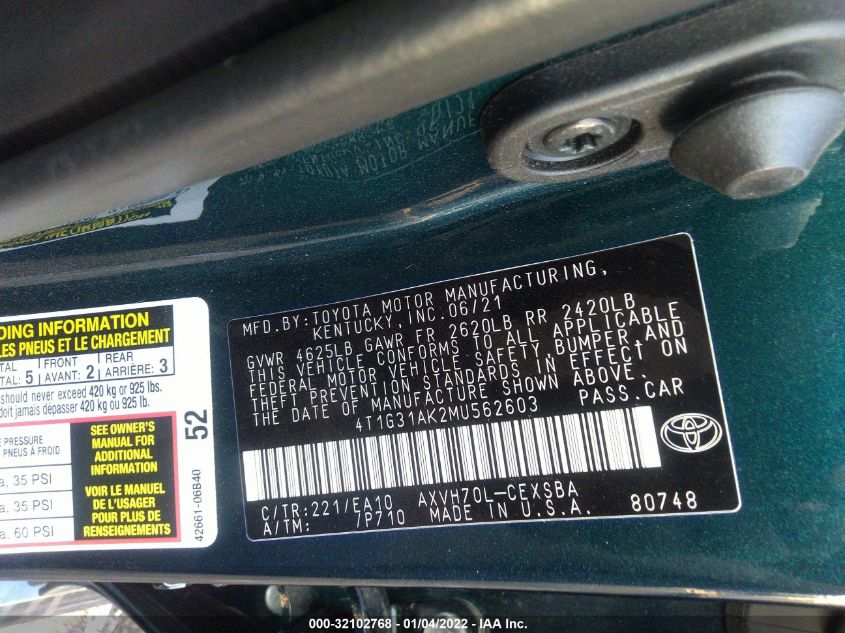 MFD.BY:TOYOTA MOTOR MANUFACTURING,
KENTUCKY, INC.06/21
GVWR 4625LB GAWR FR 2620LB RR 2420LB
THIS VEHICLE CONFORMS TO ALL APPLICABLE
FEDERAL MOTOR VEHICLE SAFETY,BUMPER,AND
THEFT PREVENTION STANDARDS IN EFFECT ON
THE DATE OF MANUFACTURE SHOWN ABOVE.
4T1G31AK2MU562603 PASS.CAR
C/TR:221/EA10 AXVH70L-CEXSBA
A/TM: 7P710 MADE IN U.S.A. 80748
DING INFORMATION
LES PNEUS ET LE CHARGEMENT
TAL FRONT REAR
TAL: 5 AVANT: 2 ARRIÈRE: 3
should never exceed 420 kg or 925 lbs.
doit jamais dépasser 420 kg ou 925 lb.
E PRESSURE
PNEUS À FROID
a, 35 PSI
a, 35 PSI
a, 60 PSI
SEE OWNER'S
MANUAL FOR
ADDITIONAL
INFORMATION
VOIR LE MANUEL
DE L'USAGER
POUR PLUS DE
RENSEIGNEMENTS
52
42661-06B40
000-32102768 - 01/04/2022 - IAA Inc.